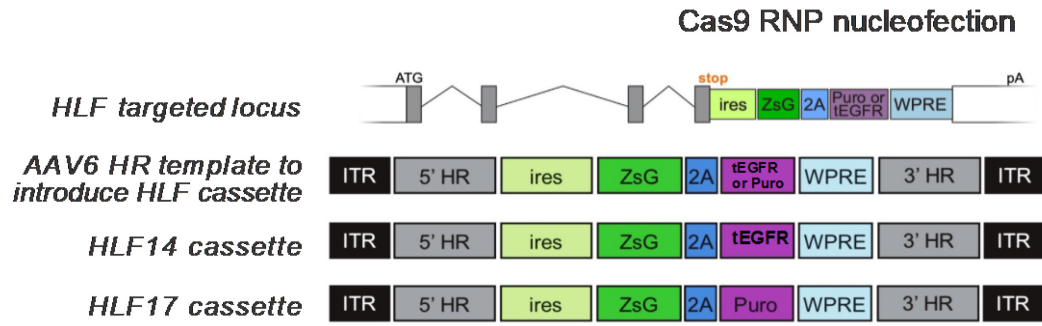 Cas9 RNP nucleofection
ATG stop pA
HLF targeted locus ires ZsG 2A Puro or
tEGFR WPRE
AAV6 HR template to
introduce HLF cassette ITR 5' HR ires ZsG 2A tEGFR
or Puro WPRE 3' HR ITR
HLF14 cassette ITR 5' HR ires ZsG 2A tEGFR WPRE 3' HR ITR
HLF17 cassette ITR 5' HR ires ZsG 2A Puro WPRE 3' HR ITR